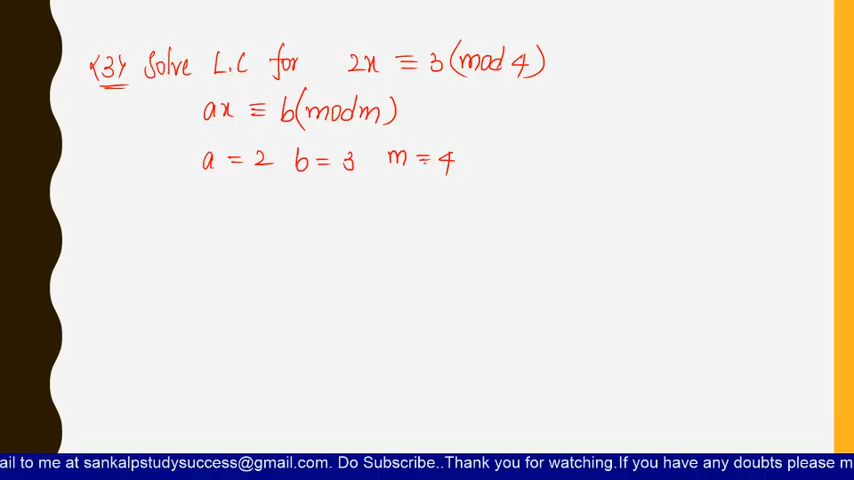 {3} Solve L.C for 2x ≡ 3 (mod 4)
ax ≡ b(modm)
a = 2 b = 3 m = 4
ail to me at sankalpstudysuccess@gmail.com. Do Subscribe..Thank you for watching.If you have any doubts please m